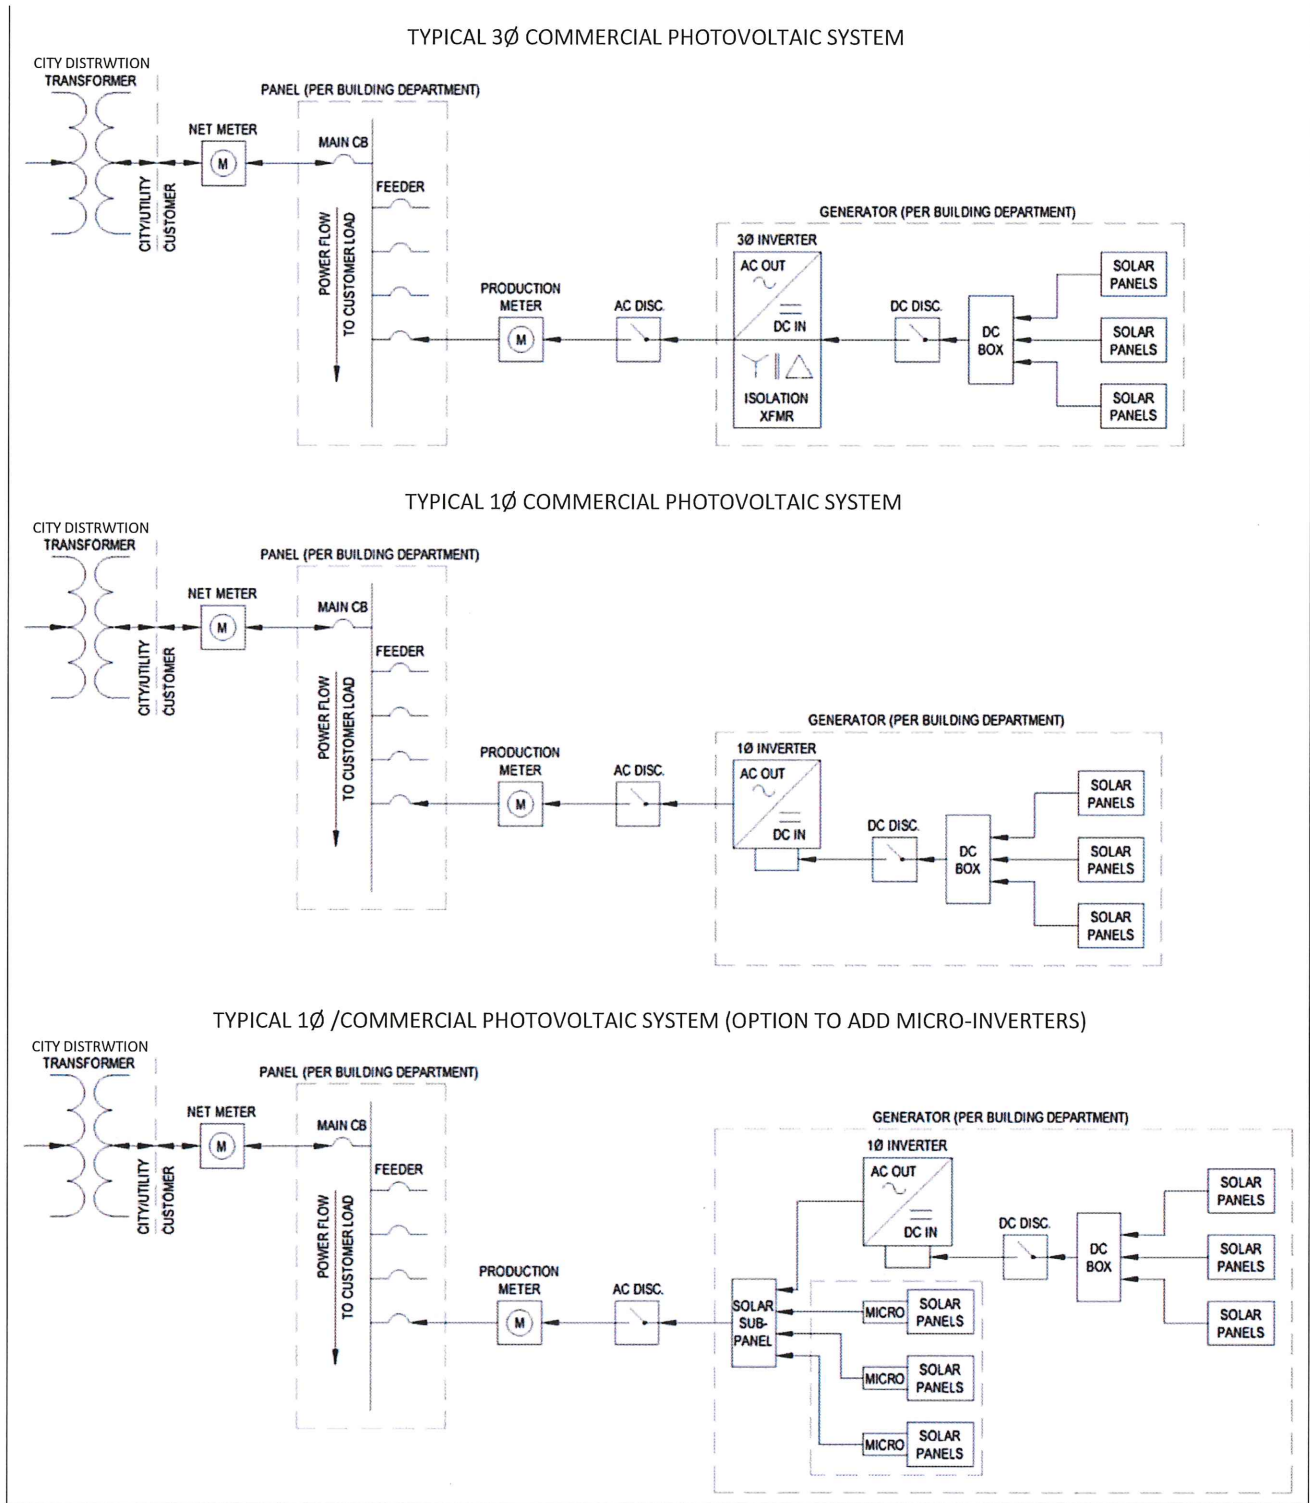 TYPICAL 3Ø COMMERCIAL PHOTOVOLTAIC SYSTEM
CITY DISTRWTION
TRANSFORMER
PANEL (PER BUILDING DEPARTMENT)
NET METER
M
MAIN CB
CITY/UTILITY
CUSTOMER
FEEDER
POWER FLOW
TO CUSTOMER LOAD
PRODUCTION
METER
M
AC DISC.
GENERATOR (PER BUILDING DEPARTMENT)
3Ø INVERTER
AC OUT
DC IN
ISOLATION
XFMR
DC DISC.
DC
BOX
SOLAR
PANELS
SOLAR
PANELS
SOLAR
PANELS
TYPICAL 1Ø COMMERCIAL PHOTOVOLTAIC SYSTEM
CITY DISTRWTION
TRANSFORMER
PANEL (PER BUILDING DEPARTMENT)
NET METER
M
MAIN CB
CITY/UTILITY
CUSTOMER
FEEDER
POWER FLOW
TO CUSTOMER LOAD
PRODUCTION
METER
M
AC DISC.
GENERATOR (PER BUILDING DEPARTMENT)
1Ø INVERTER
AC OUT
DC IN
DC DISC.
DC
BOX
SOLAR
PANELS
SOLAR
PANELS
SOLAR
PANELS
TYPICAL 1Ø /COMMERCIAL PHOTOVOLTAIC SYSTEM (OPTION TO ADD MICRO-INVERTERS)
CITY DISTRWTION
TRANSFORMER
PANEL (PER BUILDING DEPARTMENT)
NET METER
M
MAIN CB
CITY/UTILITY
CUSTOMER
FEEDER
POWER FLOW
TO CUSTOMER LOAD
PRODUCTION
METER
M
AC DISC.
GENERATOR (PER BUILDING DEPARTMENT)
1Ø INVERTER
AC OUT
DC IN
DC DISC.
DC
BOX
SOLAR
PANELS
SOLAR
PANELS
SOLAR
PANELS
SOLAR
SUB-
PANEL
MICRO
SOLAR
PANELS
MICRO
SOLAR
PANELS
MICRO
SOLAR
PANELS